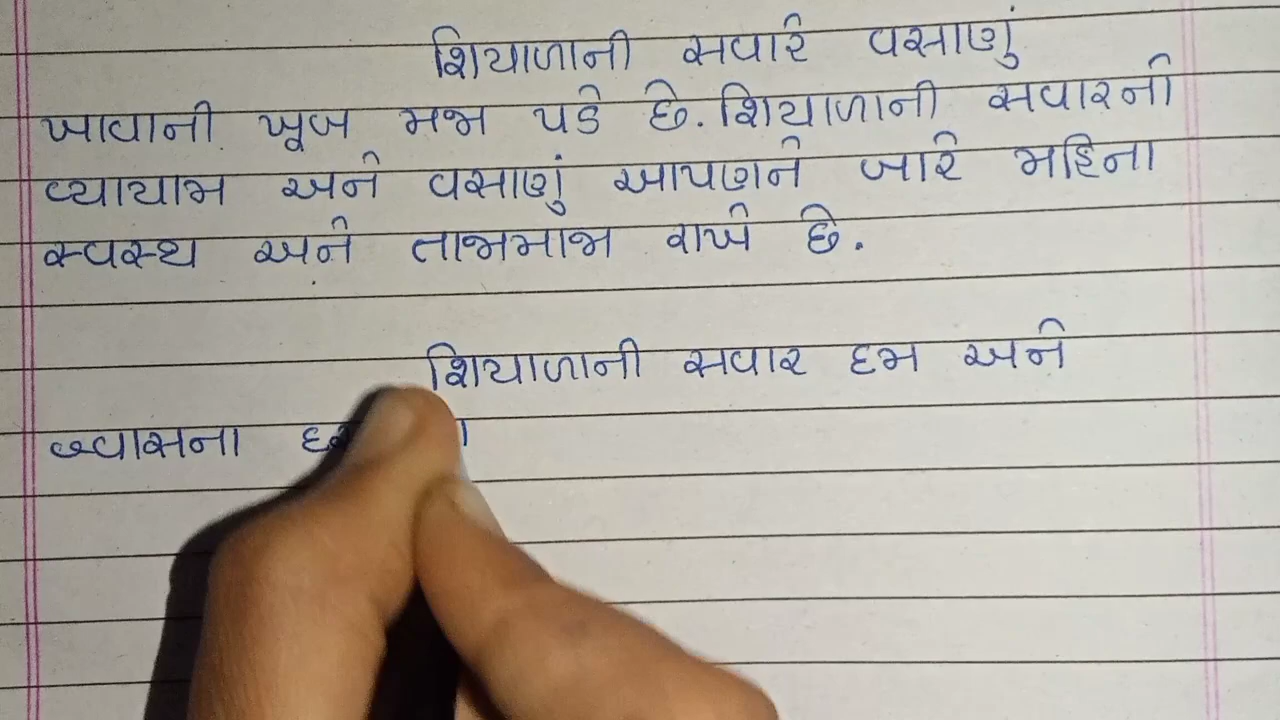 શિયાળાની સવારે વસાણું
ખાવાની ખૂબ મજા પડે છે. શિયાળાની સવારનો
વ્યાયામ અને વસાણું આપણને બારે મહિના
સ્વસ્થ અને તાજામાજા રાખે છે.
શિયાળાની સવાર દમ અને
શ્વાસના